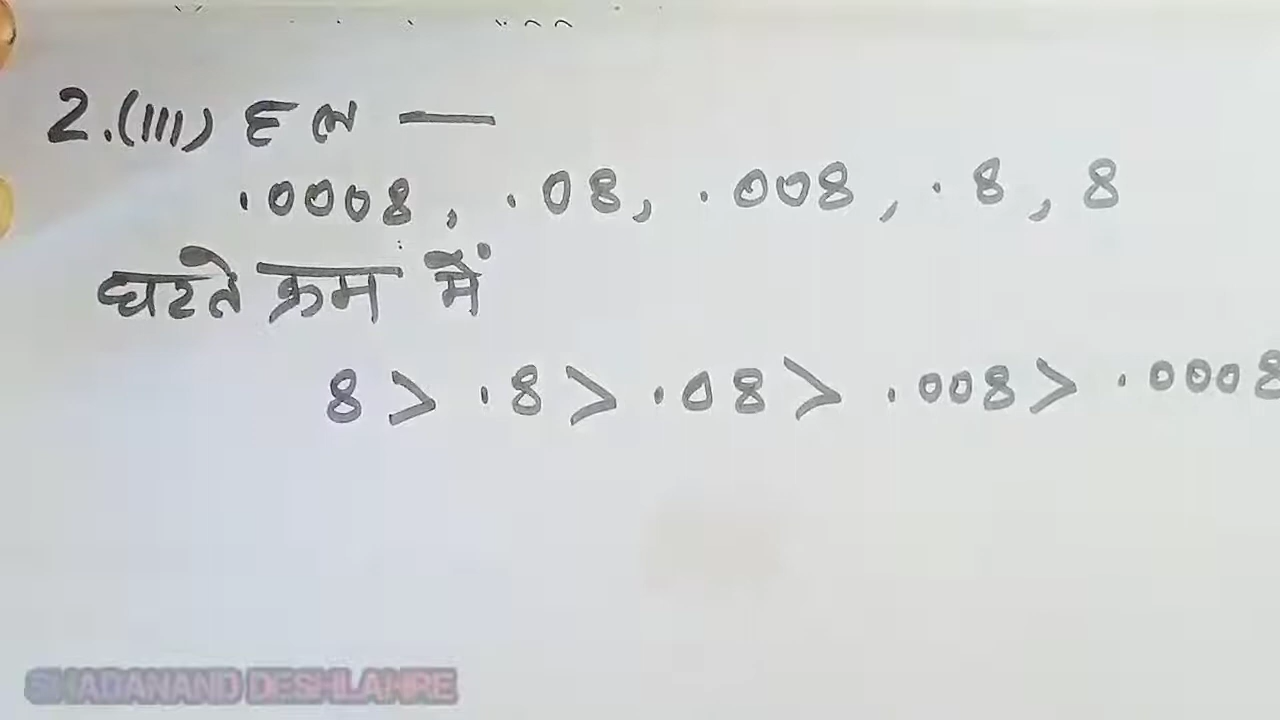 2.(III) हल —
.0008, .08, .008, .8, 8
घटते क्रम में
8 > .8 > .08 > .008 > .0008
SHADANAND DESHLAHRE